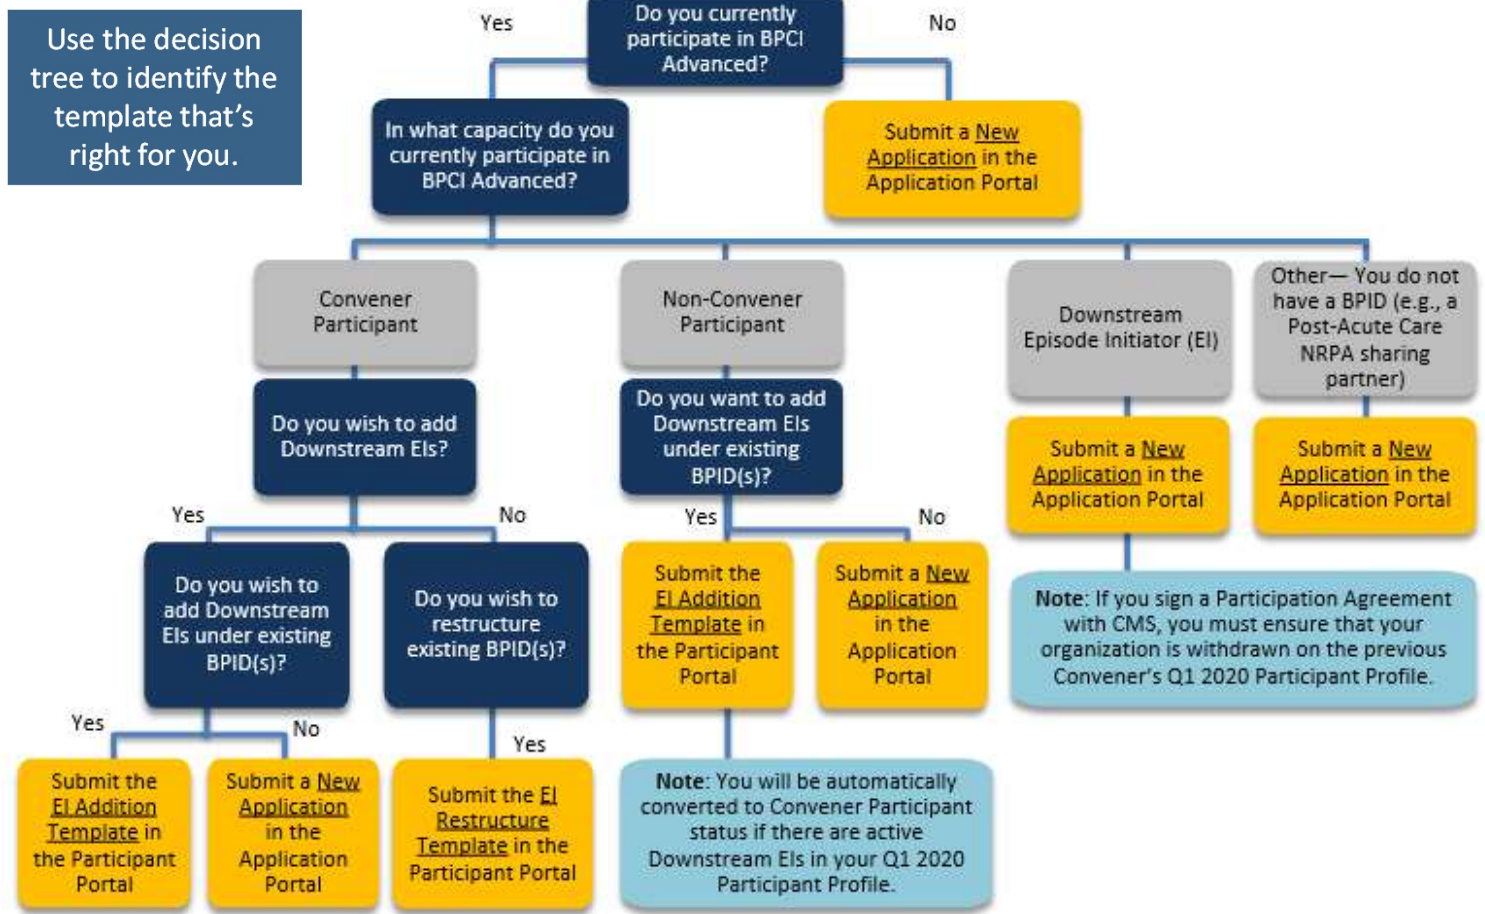 Use the decision
tree to identify the
template that's
right for you.
Yes
Do you currently
participate in BPCI
Advanced?
No
In what capacity do you
currently participate in
BPCI Advanced?
Submit a New
Application in the
Application Portal
Convener
Participant
Non-Convener
Participant
Downstream
Episode Initiator (EI)
Other— You do not
have a BPID (e.g., a
Post-Acute Care
NRPA sharing
partner)
Do you wish to add
Downstream EIs?
Do you want to add
Downstream EIs
under existing
BPID(s)?
Submit a New
Application in the
Application Portal
Submit a New
Application in the
Application Portal
Yes
No
Yes
No
Do you wish to
add Downstream
EIs under existing
BPID(s)?
Do you wish to
restructure
existing BPID(s)?
Submit the
EI Addition
Template in
the Participant
Portal
Submit a New
Application
in the
Application
Portal
Note: If you sign a Participation Agreement
with CMS, you must ensure that your
organization is withdrawn on the previous
Convener's Q1 2020 Participant Profile.
Yes
No
Yes
Submit the
EI Addition
Template in
the Participant
Portal
Submit a New
Application
in the
Application
Portal
Submit the EI
Restructure
Template in the
Participant Portal
Note: You will be automatically
converted to Convener Participant
status if there are active
Downstream EIs in your Q1 2020
Participant Profile.